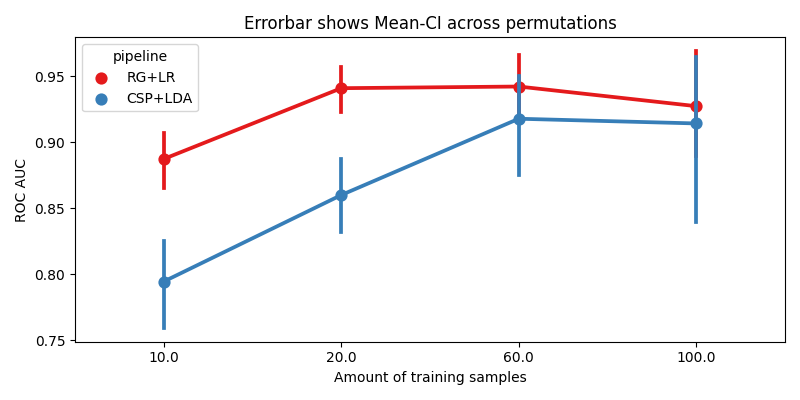 Errorbar shows Mean-CI across permutations
pipeline
RG+LR
CSP+LDA
ROC AUC
0.95
0.90
0.85
0.80
0.75
10.0 20.0 60.0 100.0
Amount of training samples